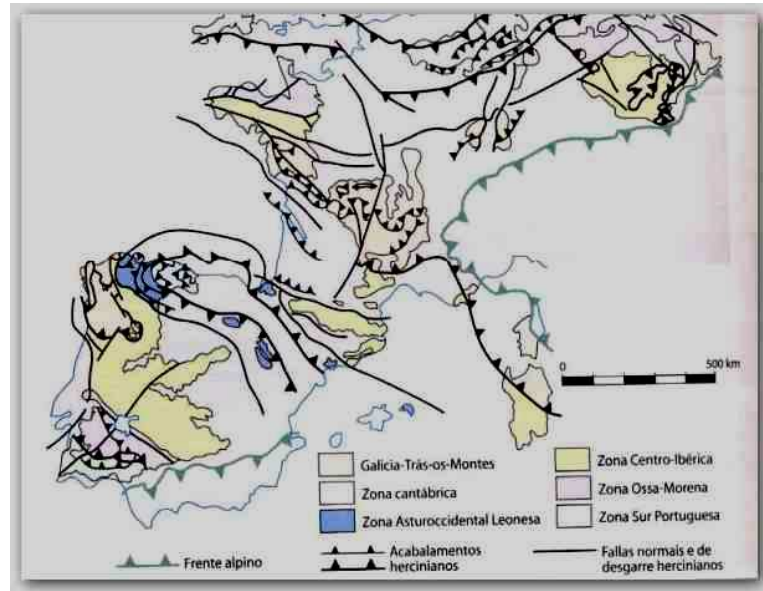 0
500 km
Galicia-Trás-os-Montes
Zona cantábrica
Zona Asturoccidental Leonesa
Zona Centro-Ibérica
Zona Ossa-Morena
Zona Sur Portuguesa
Frente alpino
Acabalamentos
hercinianos
Fallas normais e de
desgarre hercinianos